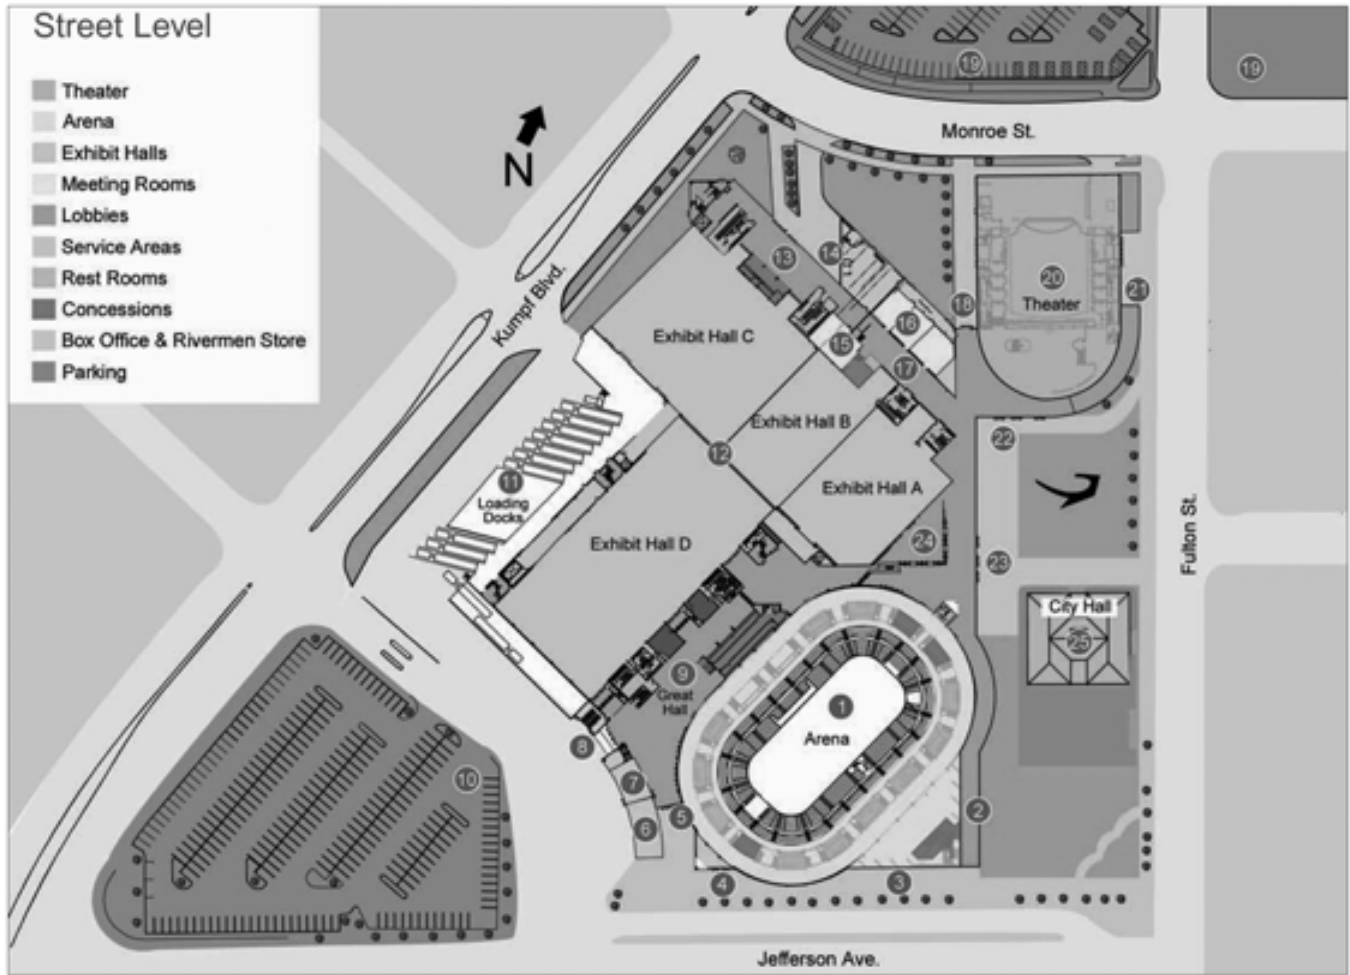 Street Level
Theater
Arena
Exhibit Halls
Meeting Rooms
Lobbies
Service Areas
Rest Rooms
Concessions
Box Office & Rivermen Store
Parking
N
19
19
Monroe St.
Kumpf Blvd.
13
14
18
20
Theater
21
16
Exhibit Hall C
15
17
Exhibit Hall B
12
22
11
Loading
Docks
Exhibit Hall A
Exhibit Hall D
24
23
Fulton St.
City Hall
25
9
Great
Hall
1
Arena
8
10
7
6
5
2
4
3
Jefferson Ave.